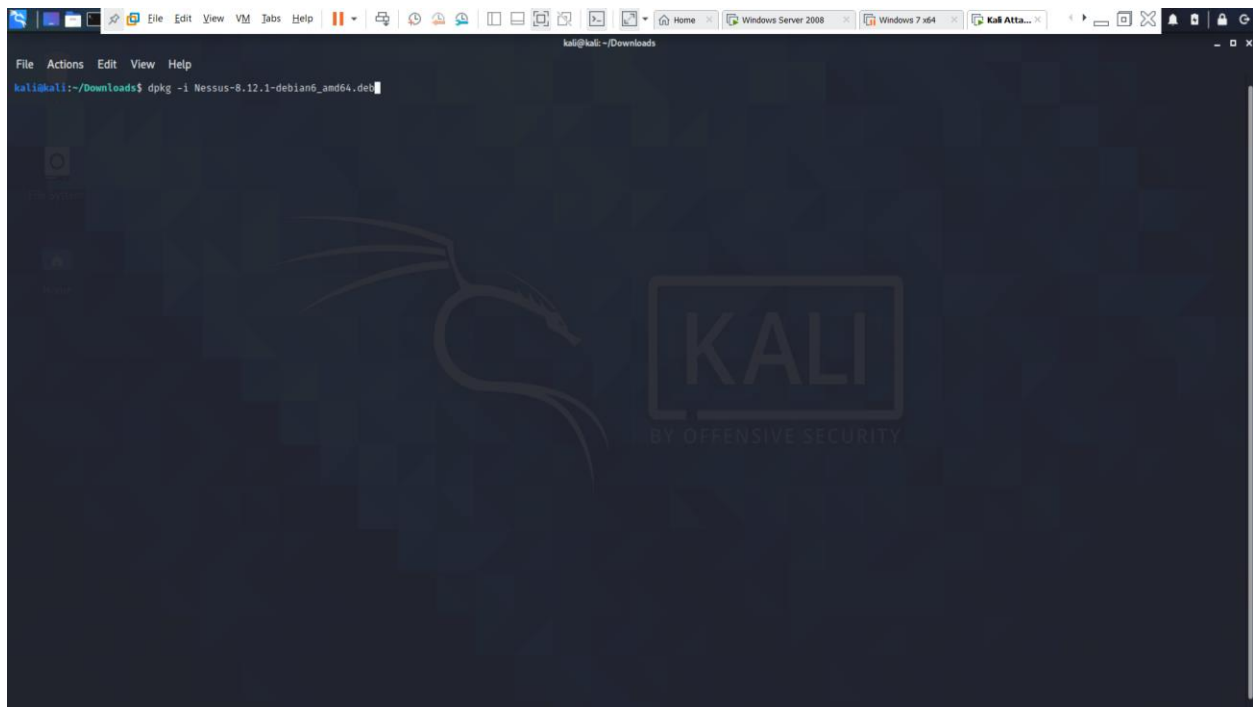 File Edit View VM Tabs Help Home Windows Server 2008 Windows 7 x64 Kali Atta...
kali@kali: ~/Downloads
File Actions Edit View Help
kali@kali:~/Downloads$ dpkg -i Nessus-8.12.1-debian6_amd64.deb
KALI
BY OFFENSIVE SECURITY